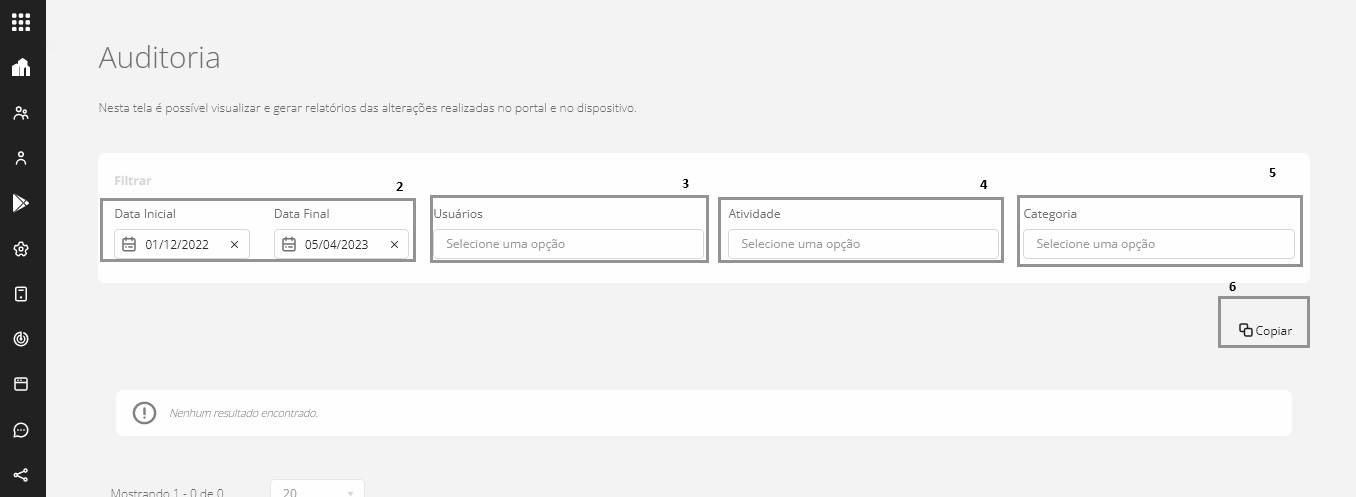 Auditoria
Nesta tela é possível visualizar e gerar relatórios das alterações realizadas no portal e no dispositivo.
Filtrar
2
3
4
5
Data Inicial
Data Final
Usuários
Atividade
Categoria
01/12/2022
05/04/2023
Selecione uma opção
Selecione uma opção
Selecione uma opção
6
Copiar
Nenhum resultado encontrado.
Mostrando 1 - 0 de 0
20